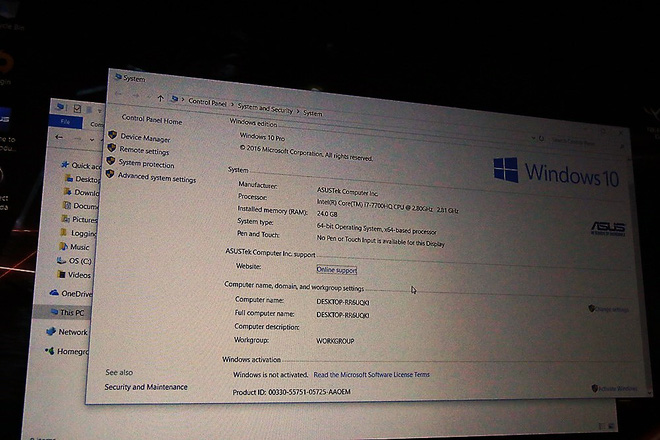 System
Control Panel > System and Security > System
File
Control Panel Home
Device Manager
Remote settings
System protection
Advanced system settings
Windows edition
Windows 10 Pro
© 2016 Microsoft Corporation. All rights reserved.
Windows 10
System
Manufacturer: ASUSTek Computer Inc.
Processor: Intel(R) Core(TM) i7-7700HQ CPU @ 2.80GHz 2.81 GHz
Installed memory (RAM): 24.0 GB
System type: 64-bit Operating System, x64-based processor
Pen and Touch: No Pen or Touch Input is available for this Display
ASUS
ASUSTek Computer Inc. support
Website: Online support
Computer name, domain, and workgroup settings
Computer name: DESKTOP-RR6UQKI
Full computer name: DESKTOP-RR6UQKI
Computer description:
Workgroup: WORKGROUP
Change settings
Windows activation
Windows is not activated. Read the Microsoft Software License Terms
Product ID: 00330-55751-05725-AAOEM
Activate Windows
See also
Security and Maintenance
Quick ac
Deskto
Downlo
Docum
Pictures
Logging
Music
OS (C:)
Videos
OneDrive
This PC
Network
Homegro